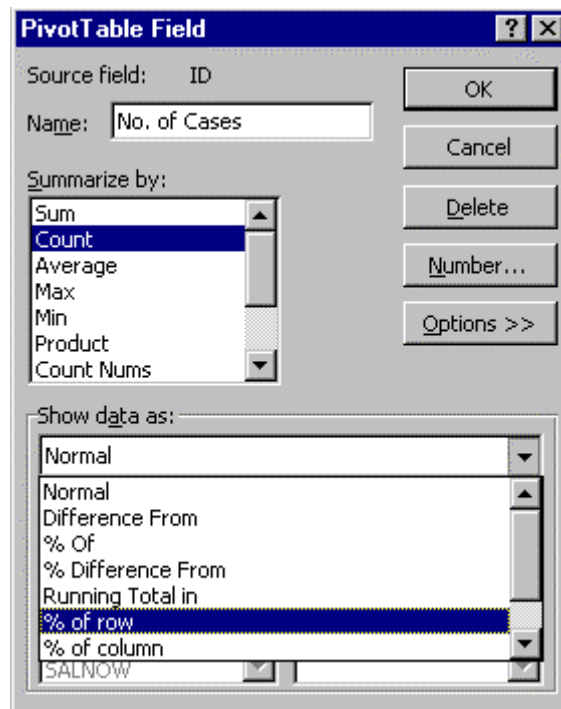 PivotTable Field
Source field: ID
OK
Name: No. of Cases
Cancel
Summarize by:
Sum
Count
Average
Max
Min
Product
Count Nums
Delete
Number...
Options >>
Show data as:
Normal
Normal
Difference From
% Of
% Difference From
Running Total in
% of row
% of column
SALNOW